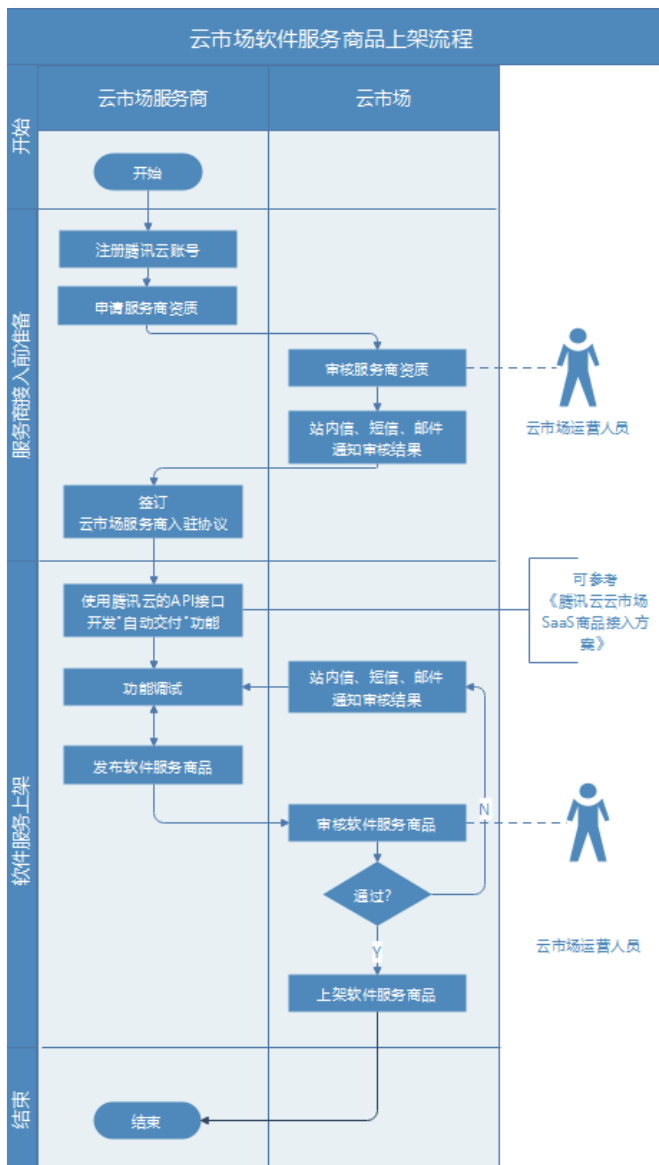 云市场软件服务商品上架流程
云市场服务商
云市场
开始
开始
服务商接入前准备
注册腾讯云账号
申请服务商资质
审核服务商资质
云市场运营人员
站内信、短信、邮件
通知审核结果
签订
云市场服务商入驻协议
软件服务上架
使用腾讯云的API接口
开发"自动交付"功能
可参考
《腾讯云云市场
SaaS商品接入方
案》
功能调试
站内信、短信、邮件
通知审核结果
发布软件服务商品
N
审核软件服务商品
通过?
云市场运营人员
Y
上架软件服务商品
结束
结束